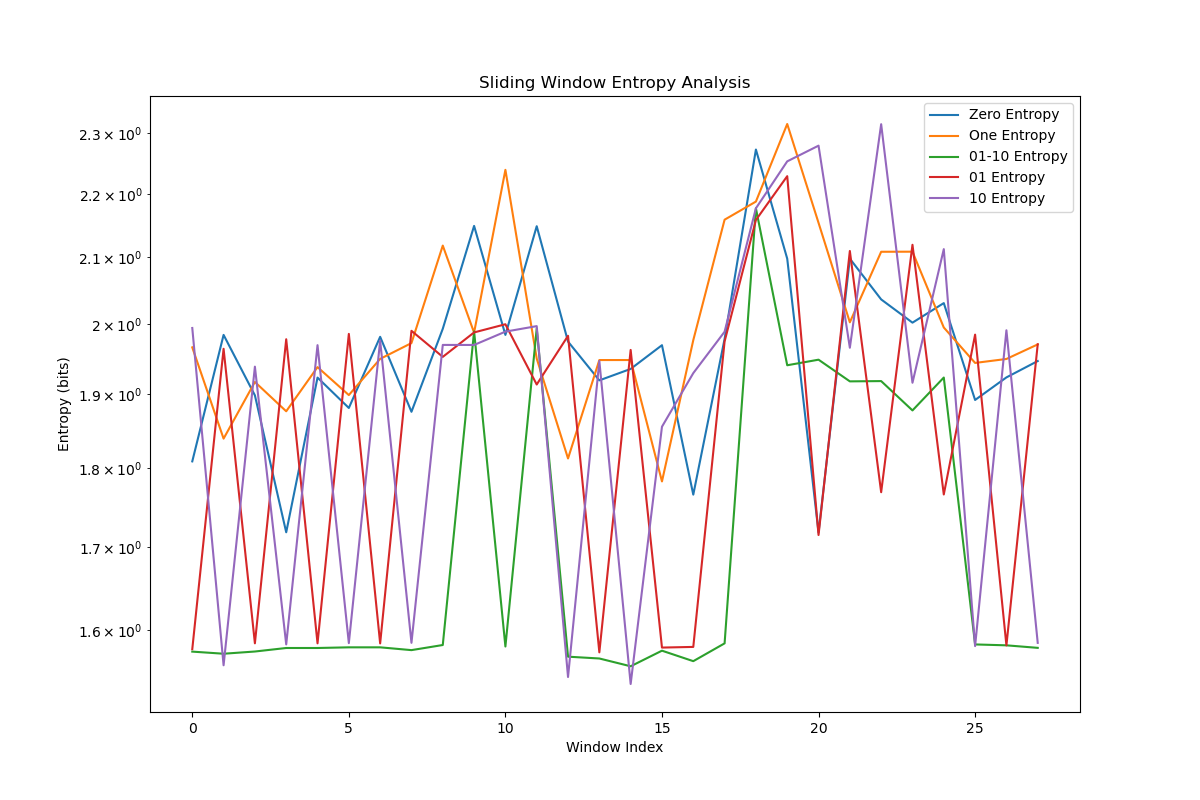 Sliding Window Entropy Analysis
Zero Entropy
One Entropy
01-10 Entropy
01 Entropy
10 Entropy
Entropy (bits)
2.3 × 10⁰
2.2 × 10⁰
2.1 × 10⁰
2 × 10⁰
1.9 × 10⁰
1.8 × 10⁰
1.7 × 10⁰
1.6 × 10⁰
0 5 10 15 20 25
Window Index